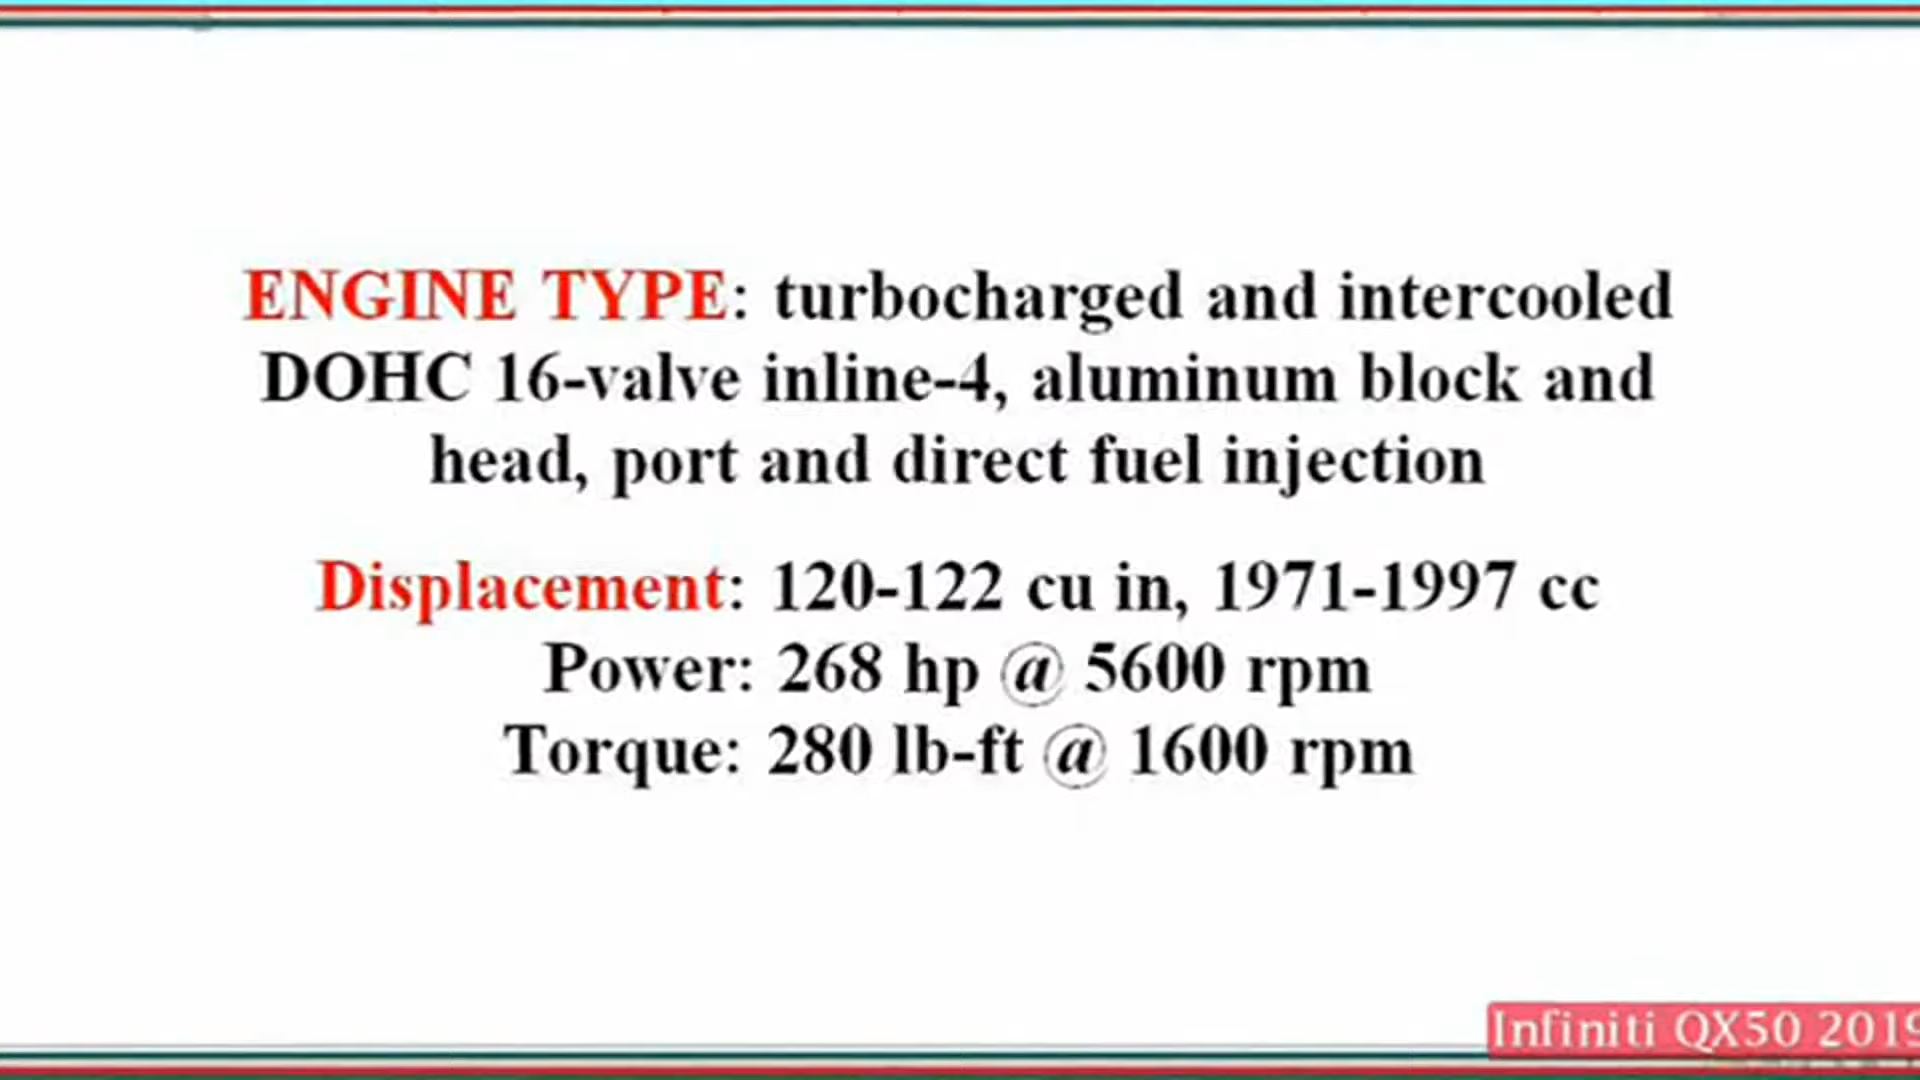 ENGINE TYPE: turbocharged and intercooled
DOHC 16-valve inline-4, aluminum block and
head, port and direct fuel injection
Displacement: 120-122 cu in, 1971-1997 cc
Power: 268 hp @ 5600 rpm
Torque: 280 lb-ft @ 1600 rpm
Infiniti QX50 2019